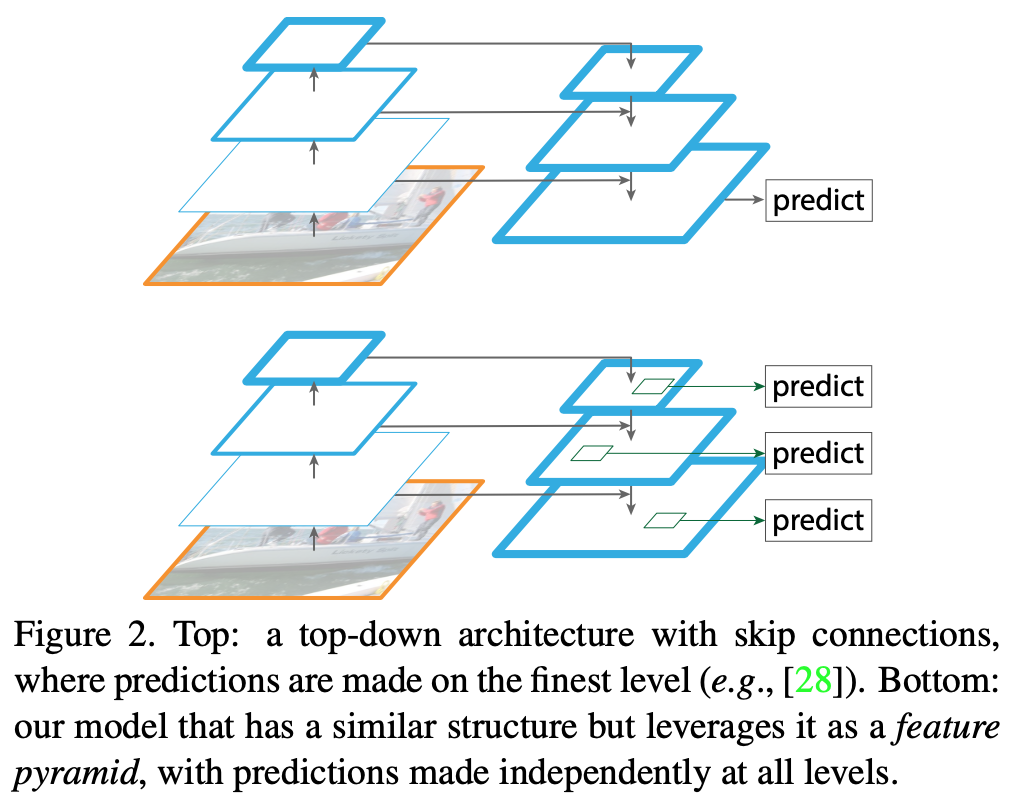 predict
predict
predict
predict
Figure 2. Top: a top-down architecture with skip connections,
where predictions are made on the finest level (e.g., [28]). Bottom:
our model that has a similar structure but leverages it as a feature
pyramid, with predictions made independently at all levels.